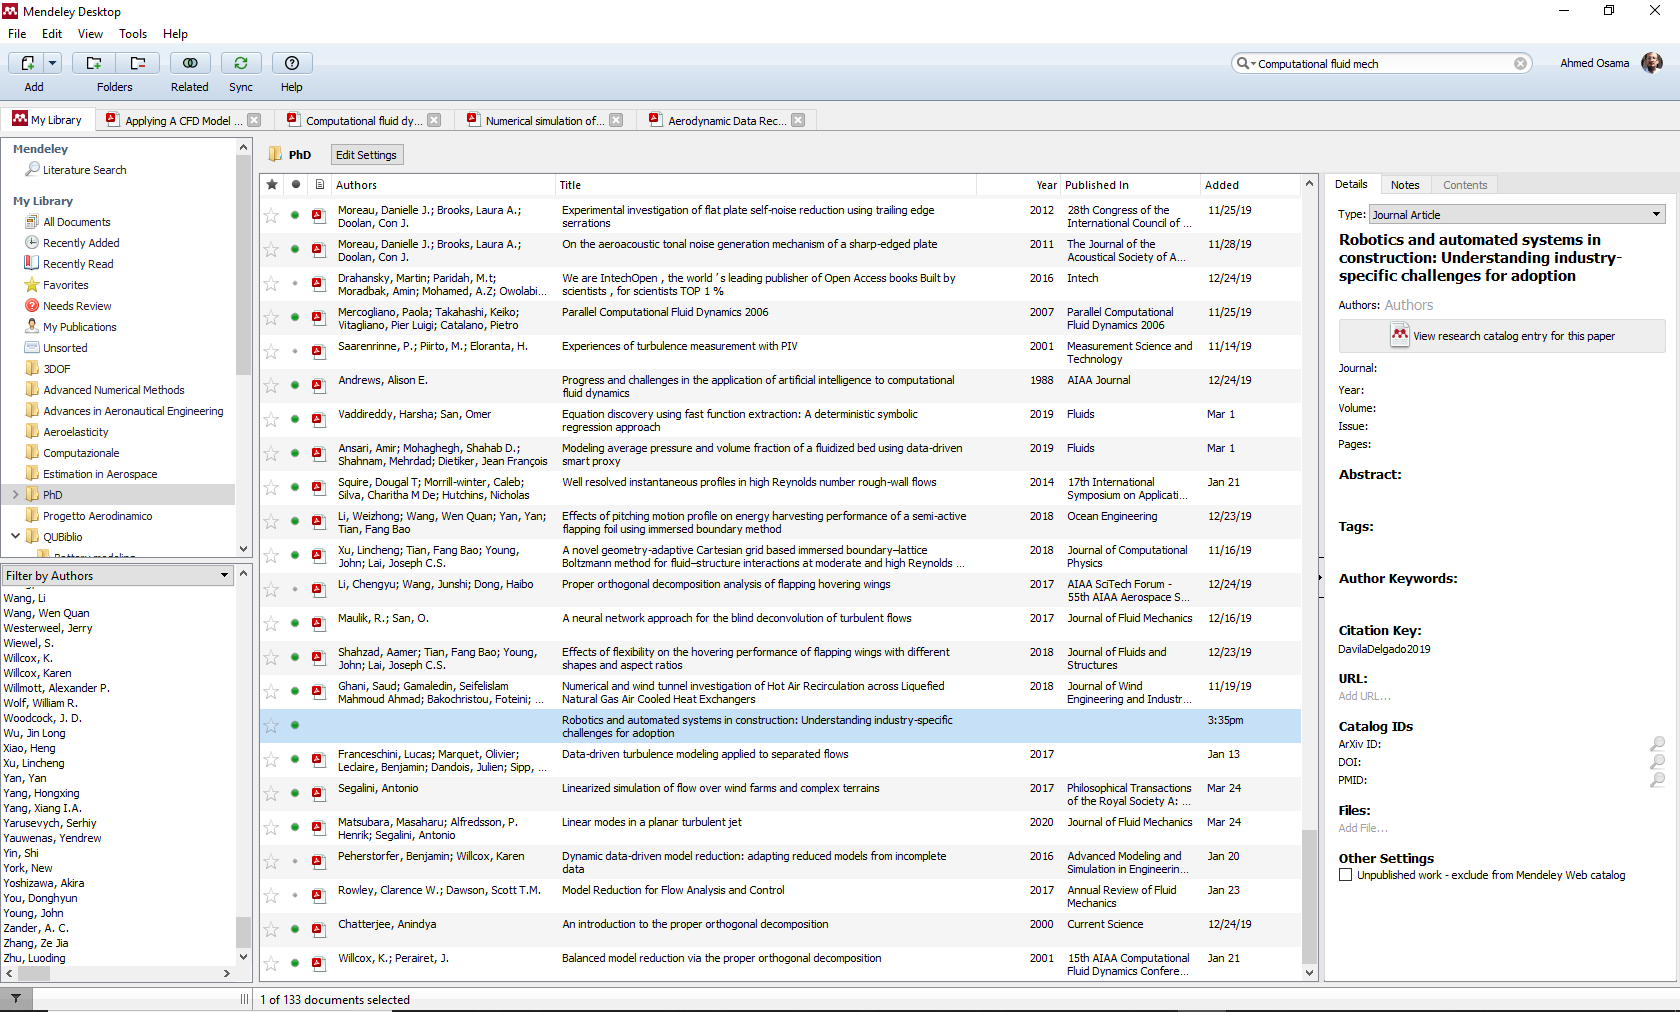 Mendeley Desktop
File Edit View Tools Help
Computational fluid mech
Ahmed Osama
Add Folders Related Sync Help
My Library Applying A CFD Model ... Computational fluid dy... Numerical simulation of... Aerodynamic Data Rec...
Mendeley
Literature Search
My Library
All Documents
Recently Added
Recently Read
Favorites
Needs Review
My Publications
Unsorted
3DOF
Advanced Numerical Methods
Advances in Aeronautical Engineering
Aeroelasticity
Computazionale
Estimation in Aerospace
PhD
Progetto Aerodinamico
QUBiblio
Filter by Authors
Wang, Li
Wang, Wen Quan
Westerweel, Jerry
Wiewel, S.
Willcox, K.
Willcox, Karen
Willmott, Alexander P.
Wolf, William R.
Woodcock, J. D.
Wu, Jin Long
Xiao, Heng
Xu, Lincheng
Yan, Yan
Yang, Hongxing
Yang, Xiang I.A.
Yarusevych, Serhiy
Yauwenas, Yendrew
Yin, Shi
York, New
Yoshizawa, Akira
You, Donghyun
Young, John
Zander, A. C.
Zhang, Ze Jia
Zhu, Luoding
PhD Edit Settings
Authors Title Year Published In Added
Moreau, Danielle J.; Brooks, Laura A.; Experimental investigation of flat plate self-noise reduction using trailing edge 2012 28th Congress of the 11/25/19
Doolan, Con J. serrations International Council of ...
Moreau, Danielle J.; Brooks, Laura A.; On the aeroacoustic tonal noise generation mechanism of a sharp-edged plate 2011 The Journal of the 11/28/19
Doolan, Con J. Acoustical Society of A...
Drahansky, Martin; Paridah, M.t; We are IntechOpen , the world ’ s leading publisher of Open Access books Built by 2016 Intech 12/24/19
Moradbak, Amin; Mohamed, A.Z; Owolabi... scientists , for scientists TOP 1 %
Mercogliano, Paola; Takahashi, Keiko; Parallel Computational Fluid Dynamics 2006 2007 Parallel Computational 11/25/19
Vitagliano, Pier Luigi; Catalano, Pietro Fluid Dynamics 2006
Saarenrinne, P.; Piirto, M.; Eloranta, H. Experiences of turbulence measurement with PIV 2001 Measurement Science and 11/14/19
Technology
Andrews, Alison E. Progress and challenges in the application of artificial intelligence to computational 1988 AIAA Journal 12/24/19
fluid dynamics
Vaddireddy, Harsha; San, Omer Equation discovery using fast function extraction: A deterministic symbolic 2019 Fluids Mar 1
regression approach
Ansari, Amir; Mohaghegh, Shahab D.; Modeling average pressure and volume fraction of a fluidized bed using data-driven 2019 Fluids Mar 1
Shahnam, Mehrdad; Dietiker, Jean François smart proxy
Squire, Dougal T; Morrill-winter, Caleb; Well resolved instantaneous profiles in high Reynolds number rough-wall flows 2014 17th International Jan 21
Silva, Charitha M De; Hutchins, Nicholas Symposium on Applicati...
Li, Weizhong; Wang, Wen Quan; Yan, Yan; Effects of pitching motion profile on energy harvesting performance of a semi-active 2018 Ocean Engineering 12/23/19
Tian, Fang Bao flapping foil using immersed boundary method
Xu, Lincheng; Tian, Fang Bao; Young, A novel geometry-adaptive Cartesian grid based immersed boundary–lattice 2018 Journal of Computational 11/16/19
John; Lai, Joseph C.S. Boltzmann method for fluid–structure interactions at moderate and high Reynolds ... Physics
Li, Chengyu; Wang, Junshi; Dong, Haibo Proper orthogonal decomposition analysis of flapping hovering wings 2017 AIAA SciTech Forum - 12/24/19
55th AIAA Aerospace S...
Maulik, R.; San, O. A neural network approach for the blind deconvolution of turbulent flows 2017 Journal of Fluid Mechanics 12/16/19
Shahzad, Aamer; Tian, Fang Bao; Young, Effects of flexibility on the hovering performance of flapping wings with different 2018 Journal of Fluids and 12/23/19
John; Lai, Joseph C.S. shapes and aspect ratios Structures
Ghani, Saud; Gamaledin, Seifelislam Numerical and wind tunnel investigation of Hot Air Recirculation across Liquefied 2018 Journal of Wind 11/19/19
Mahmoud Ahmad; Bakochristou, Foteini; ... Natural Gas Air Cooled Heat Exchangers Engineering and Industr...
Robotics and automated systems in construction: Understanding industry-specific 3:35pm
challenges for adoption
Franceschini, Lucas; Marquet, Olivier; Data-driven turbulence modeling applied to separated flows 2017 Jan 13
Leclaire, Benjamin; Dandois, Julien; Sipp, ...
Segalini, Antonio Linearized simulation of flow over wind farms and complex terrains 2017 Philosophical Transactions Mar 24
of the Royal Society A: ...
Matsubara, Masaharu; Alfredsson, P. Linear modes in a planar turbulent jet 2020 Journal of Fluid Mechanics Mar 24
Henrik; Segalini, Antonio
Peherstorfer, Benjamin; Willcox, Karen Dynamic data-driven model reduction: adapting reduced models from incomplete 2016 Advanced Modeling and Jan 20
data Simulation in Engineerin...
Rowley, Clarence W.; Dawson, Scott T.M. Model Reduction for Flow Analysis and Control 2017 Annual Review of Fluid Jan 23
Mechanics
Chatterjee, Anindya An introduction to the proper orthogonal decomposition 2000 Current Science 12/24/19
Willcox, K.; Perairet, J. Balanced model reduction via the proper orthogonal decomposition 2001 15th AIAA Computational Jan 21
Fluid Dynamics Confere...
Details Notes Contents
Type: Journal Article
Robotics and automated systems in
construction: Understanding industry-
specific challenges for adoption
Authors: Authors
View research catalog entry for this paper
Journal:
Year:
Volume:
Issue:
Pages:
Abstract:
Tags:
Author Keywords:
Citation Key:
DavilaDelgado2019
URL:
Add URL...
Catalog IDs
ArXiv ID:
DOI:
PMID:
Files:
Add File...
Other Settings
Unpublished work - exclude from Mendeley Web catalog
1 of 133 documents selected